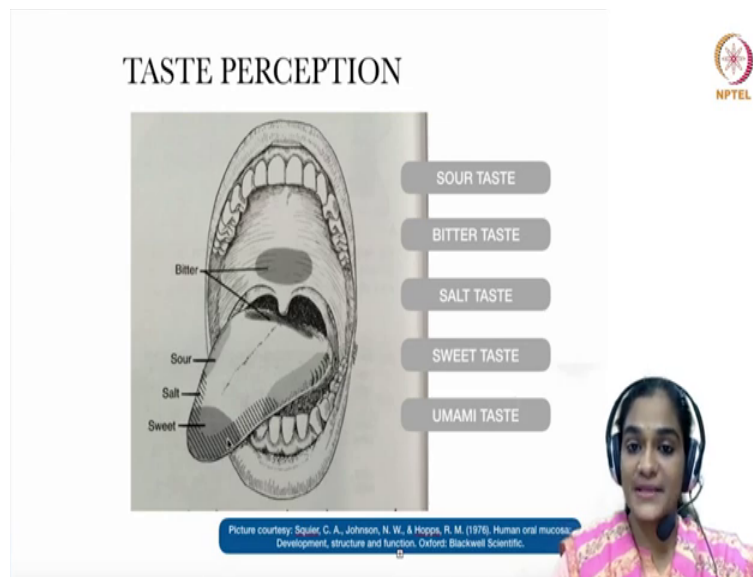 TASTE PERCEPTION
NPTEL
SOUR TASTE
BITTER TASTE
SALT TASTE
SWEET TASTE
UMAMI TASTE
Bitter
Sour
Salt
Sweet
Picture courtesy: Squier, C. A., Johnson, N. W., & Hopps, R. M. (1976). Human oral mucosa:
Development, structure and function. Oxford: Blackwell Scientific.